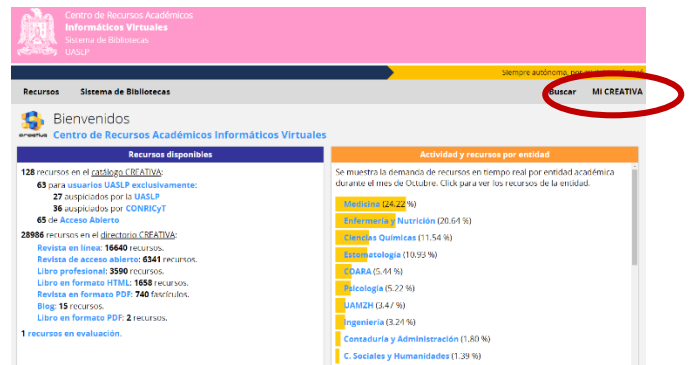 Centro de Recursos Académicos
Informáticos Virtuales
Sistema de Bibliotecas
UASLP
Siempre autónoma, por
Recursos Sistema de Bibliotecas Buscar MI CREATIVA
Bienvenidos
creativa Centro de Recursos Académicos Informáticos Virtuales
Recursos disponibles
128 recursos en el catálogo CREATIVA:
63 para usuarios UASLP exclusivamente:
27 auspiciados por la UASLP
36 auspiciados por CONRICyT
65 de Acceso Abierto
28986 recursos en el directorio CREATIVA:
Revista en línea: 16640 recursos.
Revista de acceso abierto: 6341 recursos.
Libro profesional: 3590 recursos.
Libro en formato HTML: 1658 recursos.
Revista en formato PDF: 740 fascículos.
Blog: 15 recursos.
Libro en formato PDF: 2 recursos.
1 recursos en evaluación.
Actividad y recursos por entidad
Se muestra la demanda de recursos en tiempo real por entidad académica
durante el mes de Octubre. Click para ver los recursos de la entidad.
Medicina (24.22 %)
Enfermería y Nutrición (20.64 %)
Ciencias Químicas (11.54 %)
Estomatología (10.93 %)
COARA (5.44 %)
Psicología (5.22 %)
UAMZH (3.47 %)
Ingeniería (3.24 %)
Contaduría y Administración (1.80 %)
C. Sociales y Humanidades (1.39 %)